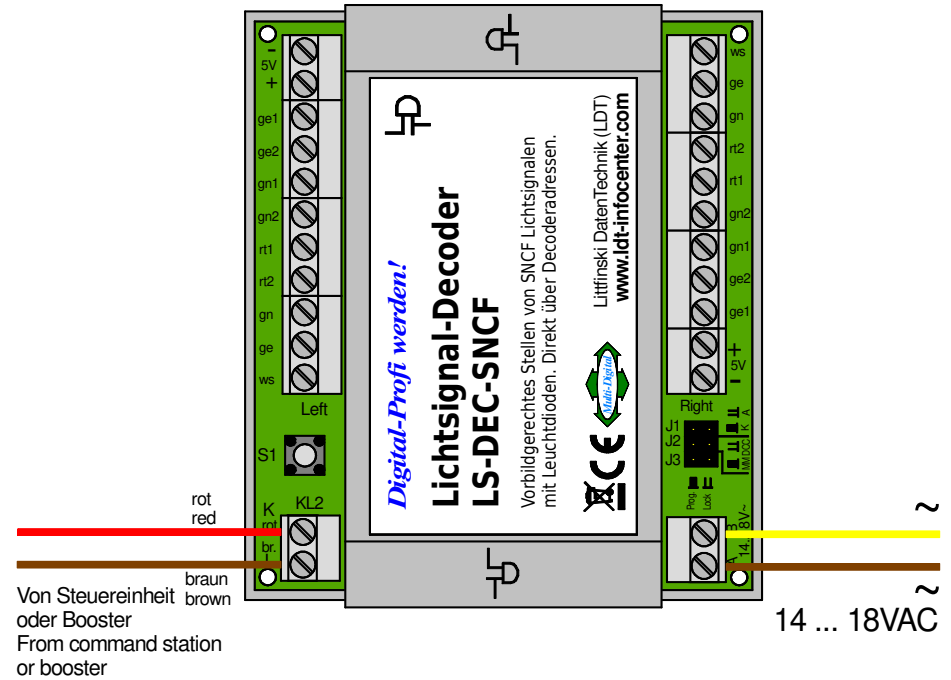 -
5V
+
ge1
ge2
gn1
gn2
rt1
rt2
gn
ge
ws
Left
S1
K
KL2
rot
br.
rot
red
braun
brown
Von Steuereinheit
oder Booster
From command station
or booster
Digital-Profi werden!
Lichtsignal-Decoder
LS-DEC-SNCF
Vorbildgerechtes Stellen von SNCF Lichtsignalen
mit Leuchtdioden. Direkt über Decoderadressen.
Multi-Digital
CE
Littfinski DatenTechnik (LDT)
www.ldt-infocenter.com
ws
ge
gn
rt2
rt1
gn2
gn1
ge2
ge1
+
5V
-
Right
J1
J2
J3
K A
MM DCC
Prog.
Lock
B
14...18V~
A
~
~
14 ... 18VAC